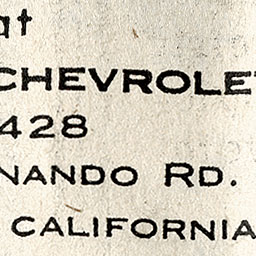 at
CHEVROLET
428
NANDO RD.
CALIFORNIA